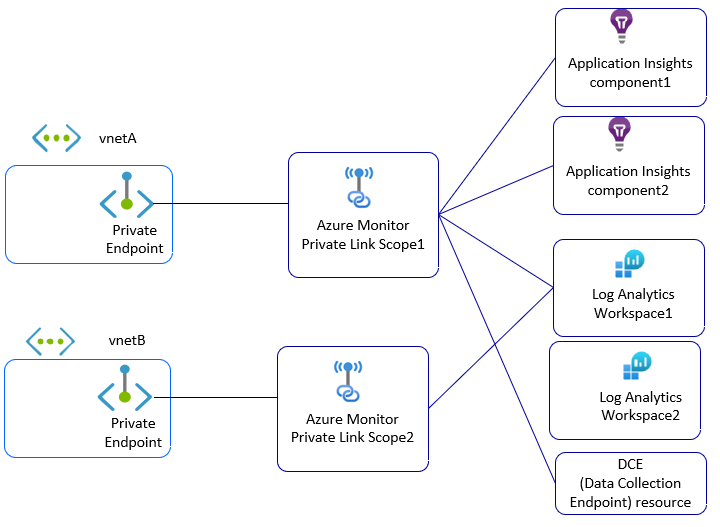 vnetA
Private
Endpoint
Azure Monitor
Private Link Scope1
vnetB
Private
Endpoint
Azure Monitor
Private Link Scope2
Application Insights
component1
Application Insights
component2
Log Analytics
Workspace1
Log Analytics
Workspace2
DCE
(Data Collection
Endpoint) resource